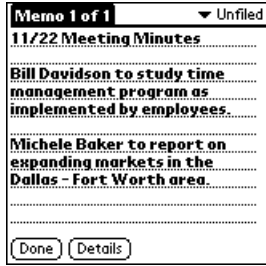 Memo 1 of 1
Unfiled
11/22 Meeting Minutes
Bill Davidson to study time
management program as
implemented by employees.
Michele Baker to report on
expanding markets in the
Dallas - Fort Worth area.
Done
Details